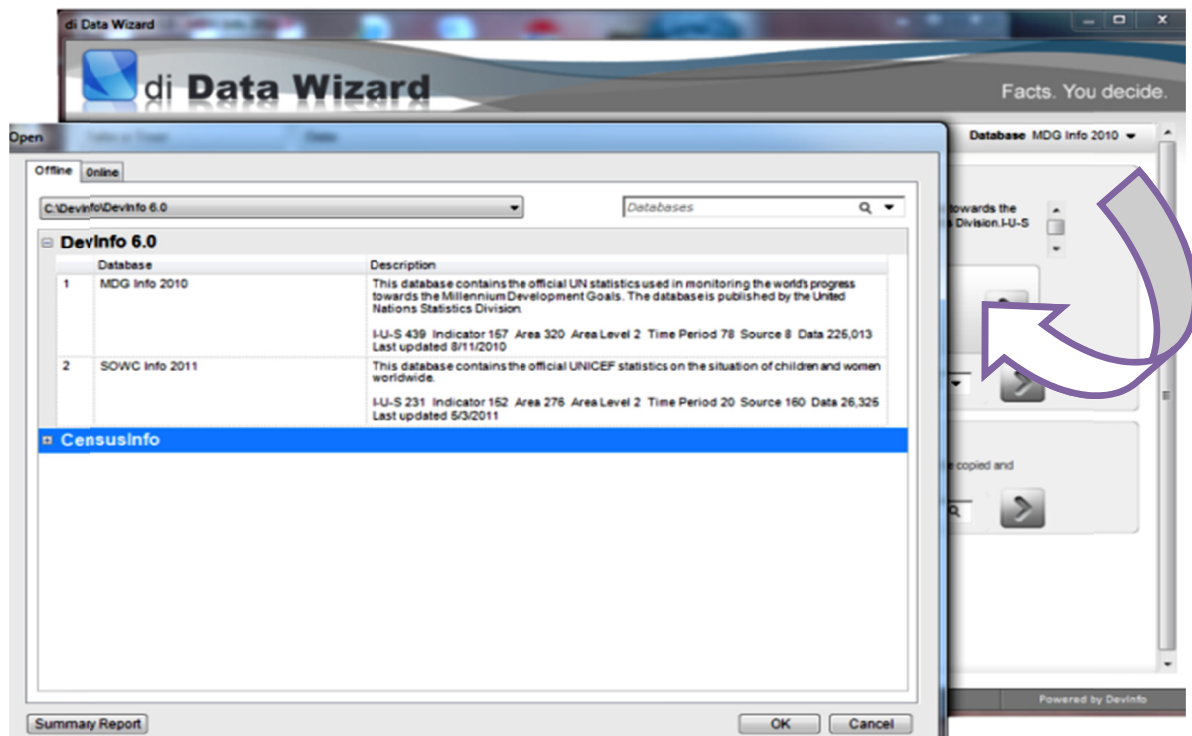 di Data Wizard
di Data Wizard
Facts. You decide.
Open
Database MDG Info 2010
Offline
Online
C:\DevInfo\DevInfo 6.0
Databases
DevInfo 6.0
Database
Description
1 MDG Info 2010
This database contains the official UN statistics used in monitoring the world's progress
towards the Millennium Development Goals. The database is published by the United
Nations Statistics Division.
I-U-S 439 Indicator 157 Area 320 Area Level 2 Time Period 78 Source 8 Data 225,013
Last updated 8/11/2010
2 SOWC Info 2011
This database contains the official UNICEF statistics on the situation of children and women
worldwide.
I-U-S 231 Indicator 152 Area 276 Area Level 2 Time Period 20 Source 160 Data 26,325
Last updated 5/3/2011
CensusInfo
towards the
Division.I-U-S
copied and
Powered by DevInfo
Summary Report
OK
Cancel